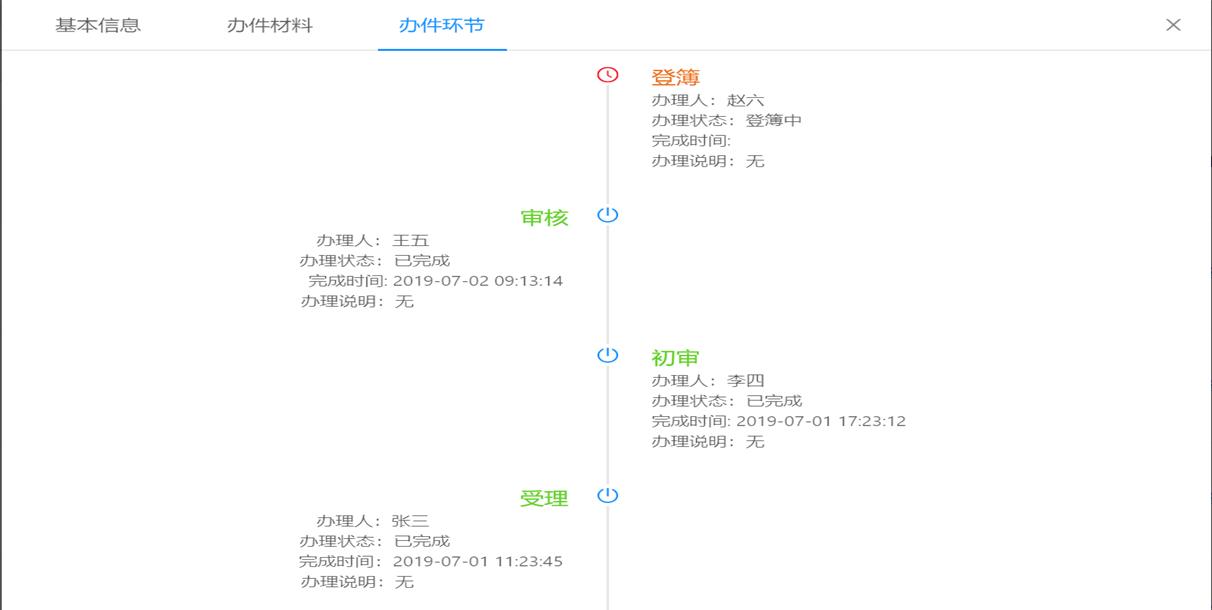 基本信息 办件材料 办件环节
登簿
办理人：赵六
办理状态：登簿中
完成时间:
办理说明：无
审核
办理人：王五
办理状态：已完成
完成时间: 2019-07-02 09:13:14
办理说明：无
初审
办理人：李四
办理状态：已完成
完成时间: 2019-07-01 17:23:12
办理说明：无
受理
办理人：张三
办理状态：已完成
完成时间：2019-07-01 11:23:45
办理说明：无